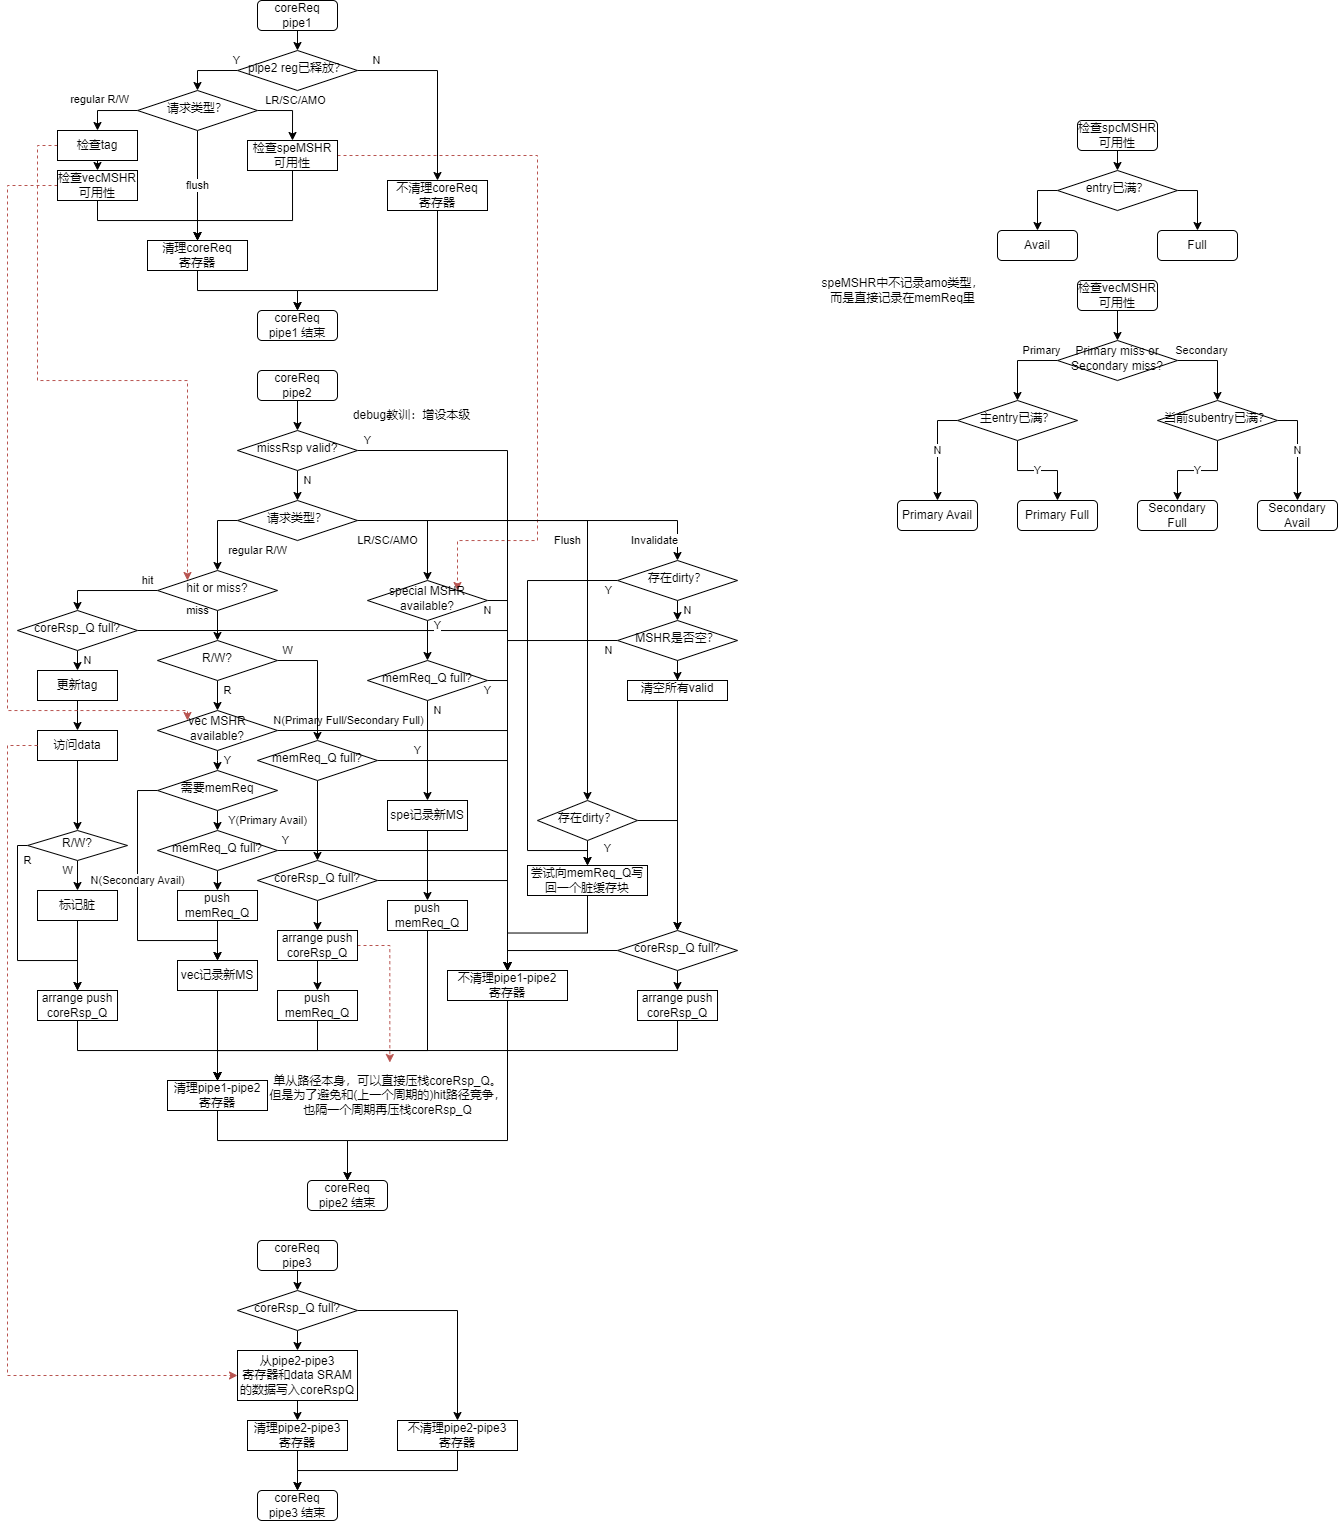 coreReq
pipe1
pipe2 reg已释放？
Y
N
请求类型？
regular R/W
LR/SC/AMO
flush
检查tag
检查vecMSHR
可用性
检查speMSHR
可用性
不清理coreReq
寄存器
清理coreReq
寄存器
coreReq
pipe1 结束
coreReq
pipe2
debug教训：增设本级
missRsp valid?
Y
N
请求类型？
regular R/W
LR/SC/AMO
Flush
Invalidate
hit or miss?
hit
miss
special MSHR
available?
N
Y
存在dirty？
Y
N
coreRsp_Q full?
N
MSHR是否空？
N
R/W?
W
R
memReq_Q full?
Y
N
更新tag
清空所有valid
vec MSHR
available?
N(Primary Full/Secondary Full)
Y
访问data
memReq_Q full?
Y
需要memReq
Y(Primary Avail)
N(Secondary Avail)
spe记录新MS
存在dirty？
Y
R/W?
R
W
memReq_Q full?
Y
coreRsp_Q full?
尝试向memReq_Q写
回一个脏缓存块
标记脏
push
memReq_Q
push
memReq_Q
arrange push
coreRsp_Q
coreRsp_Q full?
vec记录新MS
不清理pipe1-pipe2
寄存器
arrange push
coreRsp_Q
push
memReq_Q
arrange push
coreRsp_Q
清理pipe1-pipe2
寄存器
单从路径本身，可以直接压栈coreRsp_Q。
但是为了避免和(上一个周期的)hit路径竞争，
也隔一个周期再压栈coreRsp_Q
coreReq
pipe2 结束
coreReq
pipe3
coreRsp_Q full?
从pipe2-pipe3
寄存器和data SRAM
的数据写入coreRspQ
清理pipe2-pipe3
寄存器
不清理pipe2-pipe3
寄存器
coreReq
pipe3 结束
检查spcMSHR
可用性
entry已满？
Avail
Full
speMSHR中不记录amo类型，
而是直接记录在memReq里
检查vecMSHR
可用性
Primary miss or
Secondary miss?
Primary
Secondary
主entry已满？
当前subentry已满？
N
Y
Y
N
Primary Avail
Primary Full
Secondary
Full
Secondary
Avail